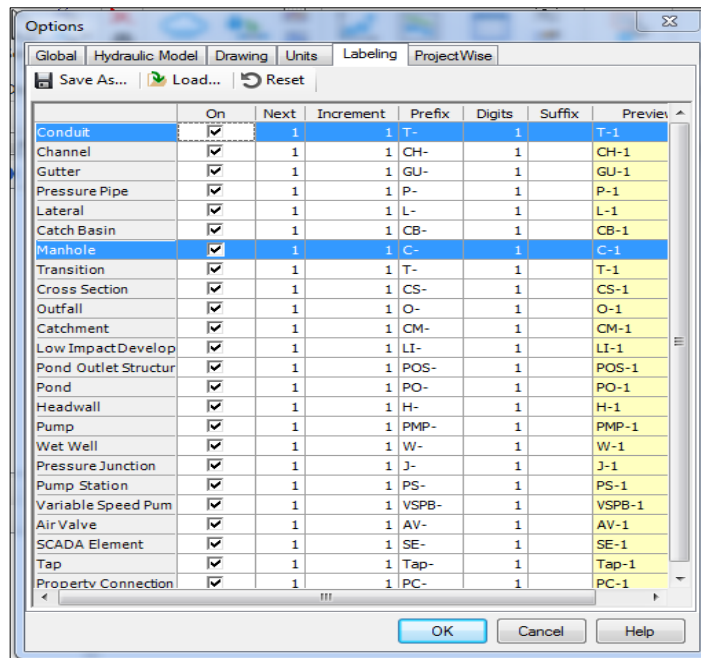 Options
Global Hydraulic Model Drawing Units Labeling ProjectWise
Save As... Load... Reset
On Next Increment Prefix Digits Suffix Preview
Conduit 1 1 T- 1 T-1
Channel 1 1 CH- 1 CH-1
Gutter 1 1 GU- 1 GU-1
Pressure Pipe 1 1 P- 1 P-1
Lateral 1 1 L- 1 L-1
Catch Basin 1 1 CB- 1 CB-1
Manhole 1 1 C- 1 C-1
Transition 1 1 T- 1 T-1
Cross Section 1 1 CS- 1 CS-1
Outfall 1 1 O- 1 O-1
Catchment 1 1 CM- 1 CM-1
Low Impact Develop 1 1 LI- 1 LI-1
Pond Outlet Structur 1 1 POS- 1 POS-1
Pond 1 1 PO- 1 PO-1
Headwall 1 1 H- 1 H-1
Pump 1 1 PMP- 1 PMP-1
Wet Well 1 1 W- 1 W-1
Pressure Junction 1 1 J- 1 J-1
Pump Station 1 1 PS- 1 PS-1
Variable Speed Pum 1 1 VSPB- 1 VSPB-1
Air Valve 1 1 AV- 1 AV-1
SCADA Element 1 1 SE- 1 SE-1
Tap 1 1 Tap- 1 Tap-1
Property Connection 1 1 PC- 1 PC-1
OK Cancel Help